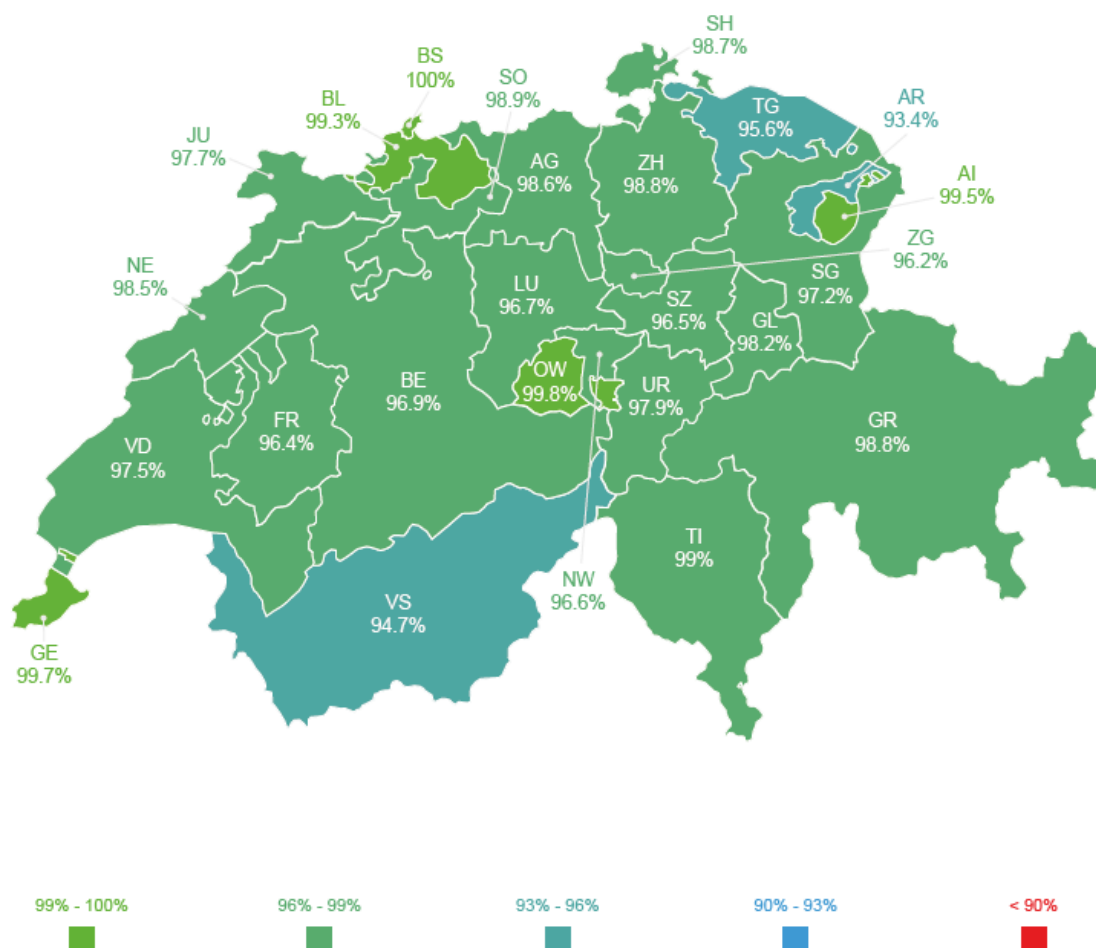 SH
98.7%
BS
100%
SO
98.9%
BL
99.3%
TG
95.6%
AR
93.4%
JU
97.7%
AG
98.6%
ZH
98.8%
AI
99.5%
ZG
96.2%
NE
98.5%
LU
96.7%
SZ
96.5%
SG
97.2%
GL
98.2%
OW
99.8%
BE
96.9%
UR
97.9%
FR
96.4%
GR
98.8%
VD
97.5%
TI
99%
NW
96.6%
VS
94.7%
GE
99.7%
99% - 100%
96% - 99%
93% - 96%
90% - 93%
< 90%